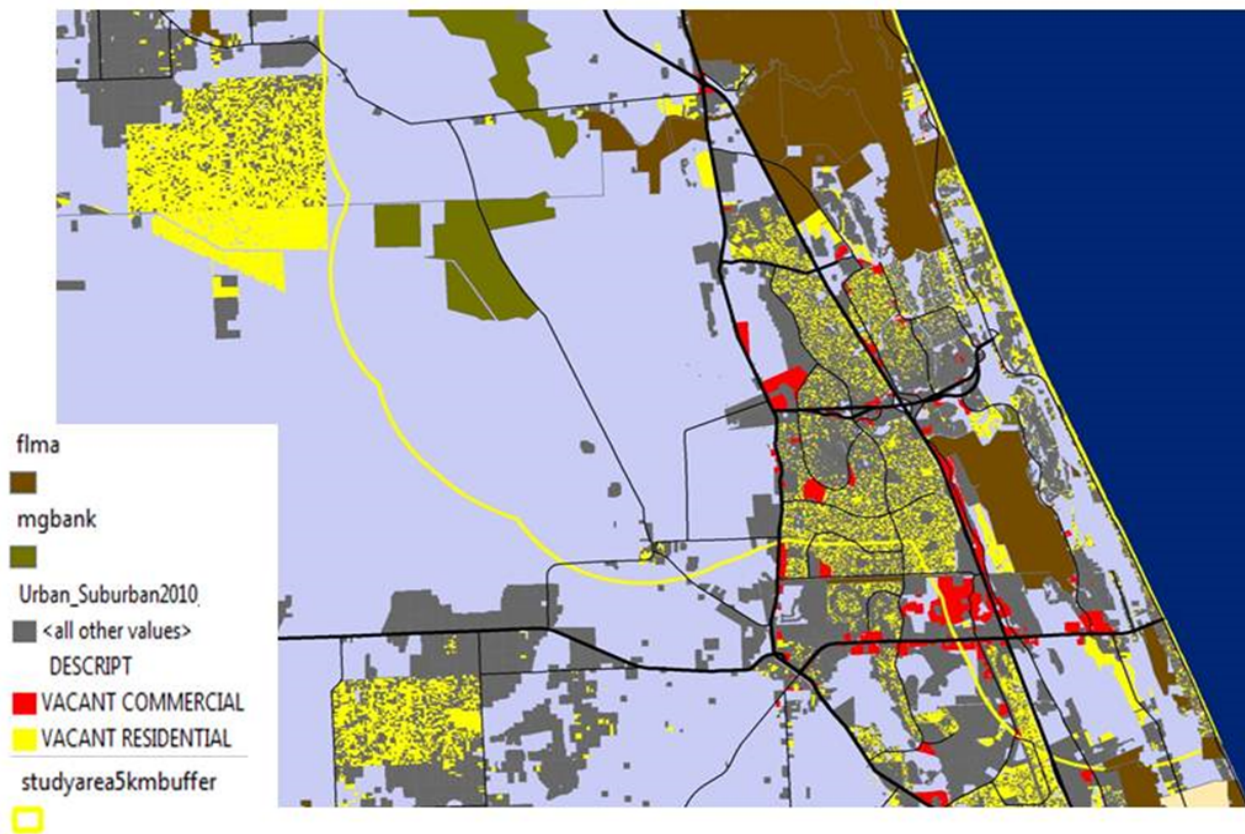 flma
mgbank
Urban_Suburban2010
<all other values>
DESCRIPT
VACANT COMMERCIAL
VACANT RESIDENTIAL
studyarea5kmbuffer